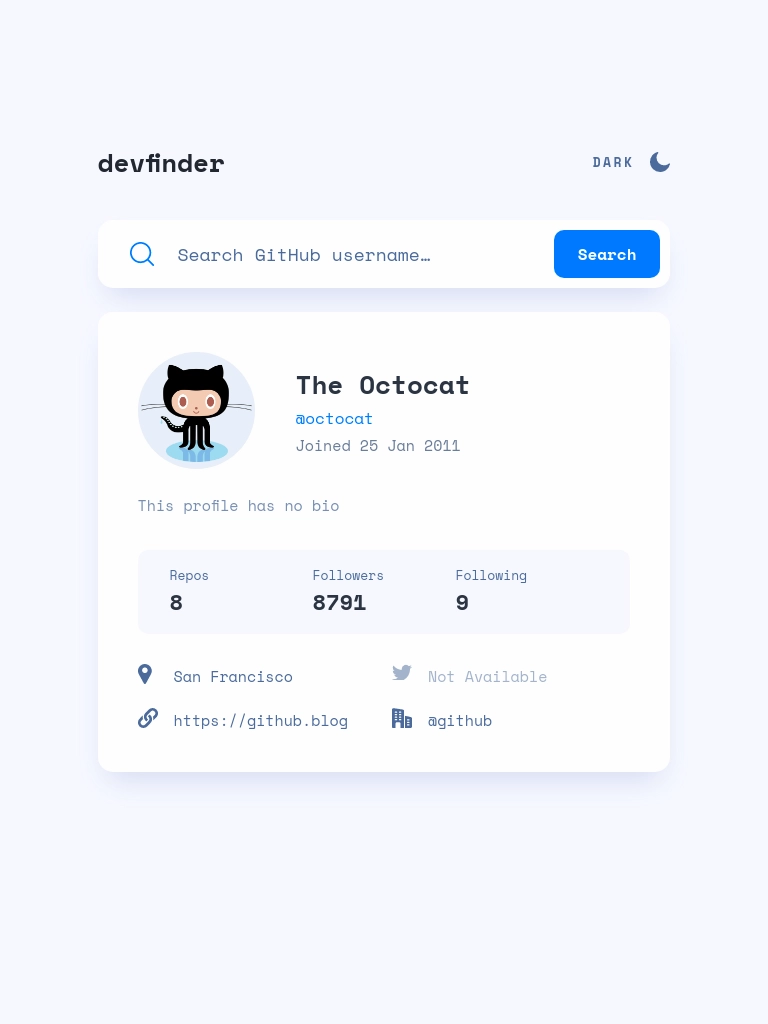 devfinder
DARK
Search GitHub username…
Search
The Octocat
@octocat
Joined 25 Jan 2011
This profile has no bio
Repos Followers Following
8 8791 9
San Francisco
Not Available
https://github.blog
@github